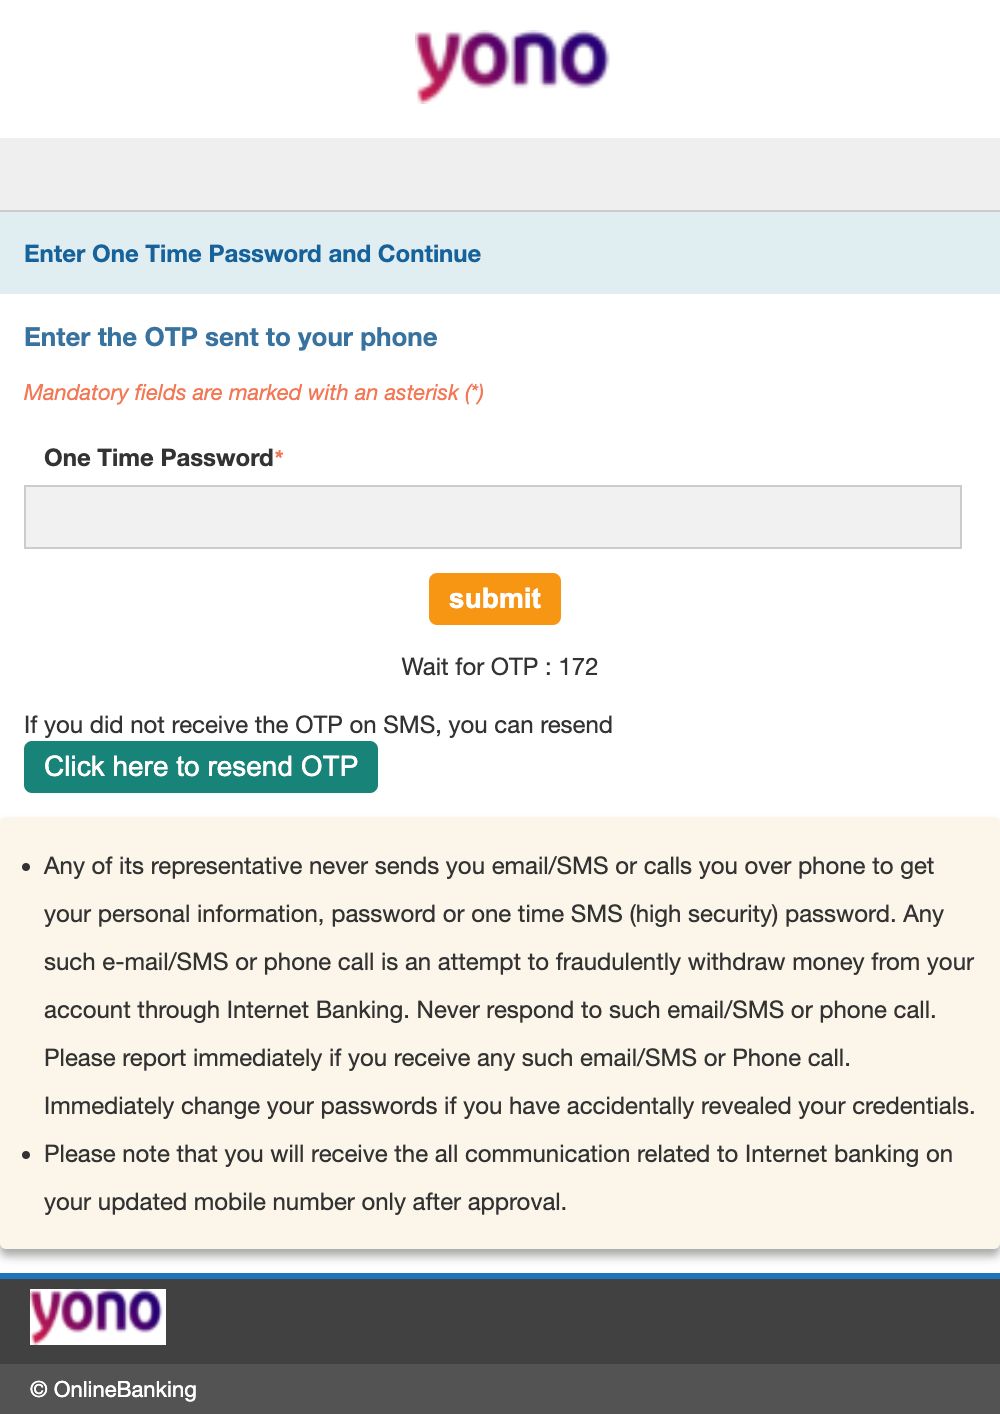 yono
Enter One Time Password and Continue
Enter the OTP sent to your phone
Mandatory fields are marked with an asterisk (*)
One Time Password*
submit
Wait for OTP : 172
If you did not receive the OTP on SMS, you can resend
Click here to resend OTP
• Any of its representative never sends you email/SMS or calls you over phone to get
your personal information, password or one time SMS (high security) password. Any
such e-mail/SMS or phone call is an attempt to fraudulently withdraw money from your
account through Internet Banking. Never respond to such email/SMS or phone call.
Please report immediately if you receive any such email/SMS or Phone call.
Immediately change your passwords if you have accidentally revealed your credentials.
• Please note that you will receive the all communication related to Internet banking on
your updated mobile number only after approval.
yono
© OnlineBanking